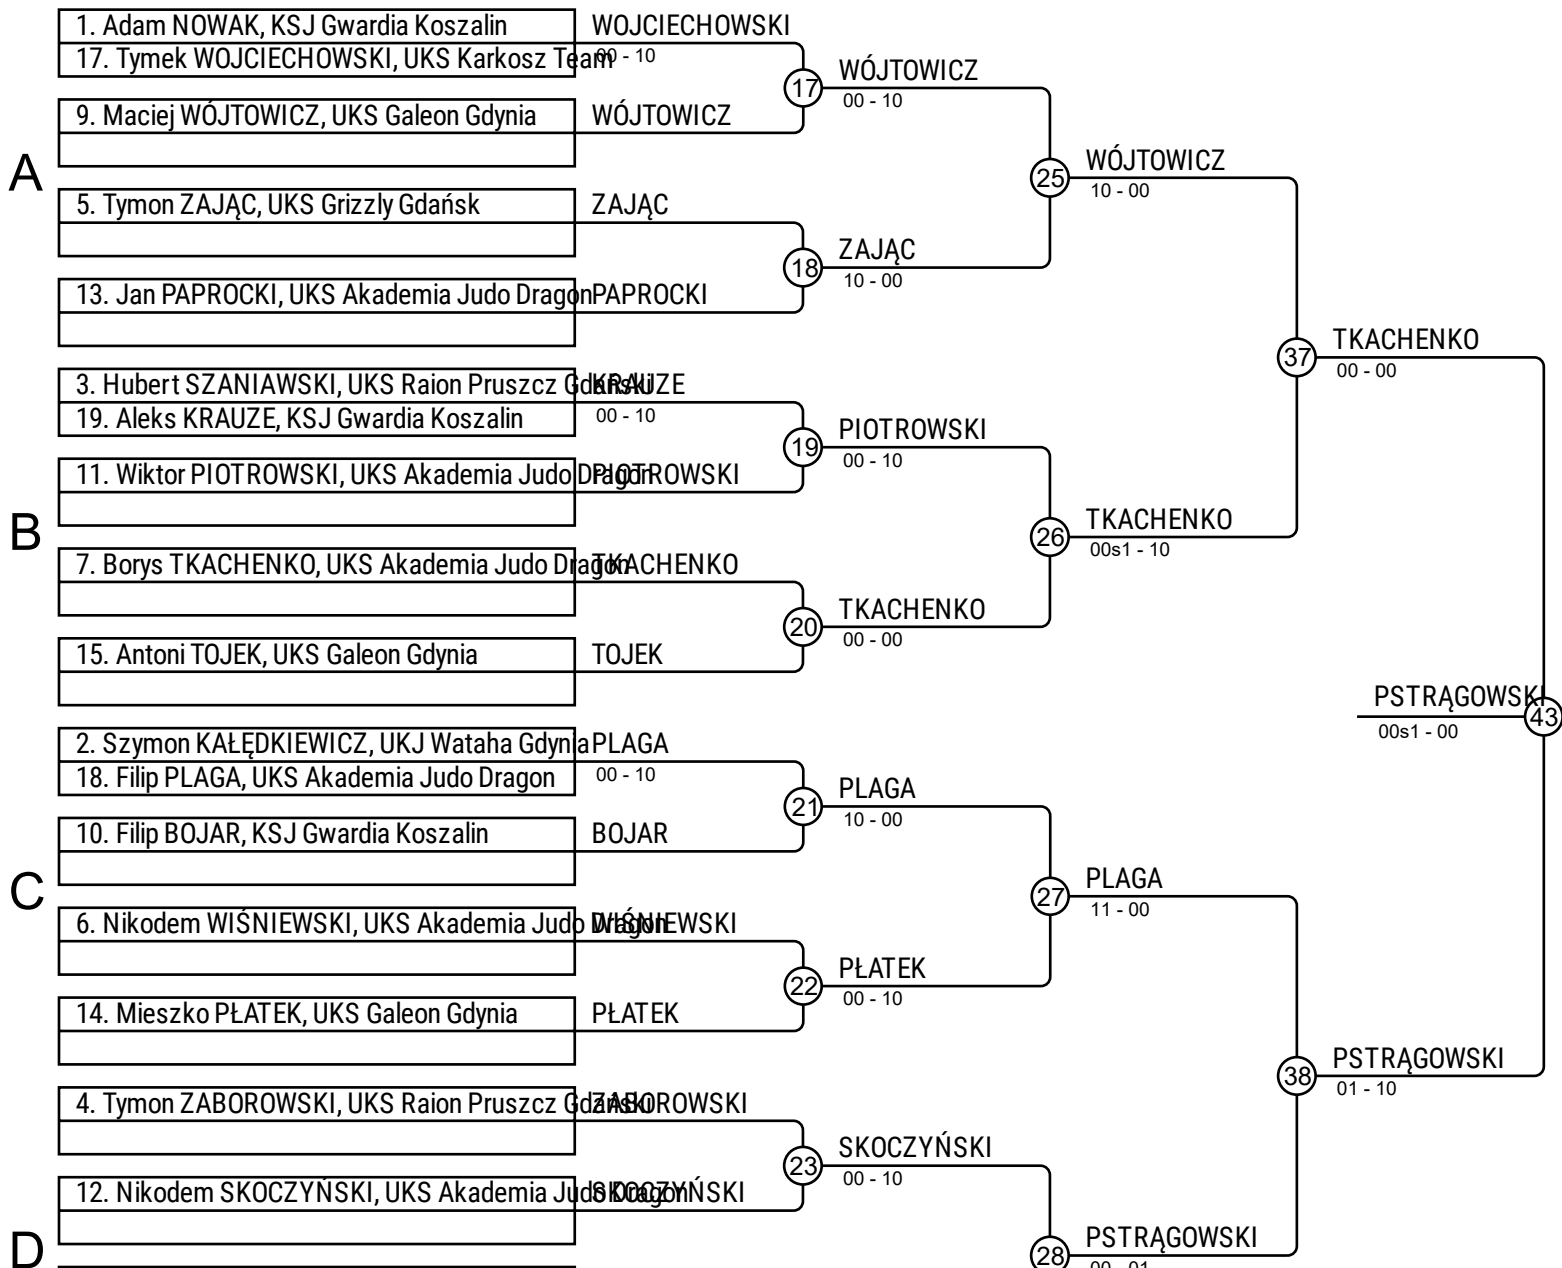 1. Adam NOWAK, KSJ Gwardia Koszalin
17. Tymek WOJCIECHOWSKI, UKS Karkosz Team
WOJCIECHOWSKI
00 - 10
9. Maciej WÓJTOWICZ, UKS Galeon Gdynia
WÓJTOWICZ
17
WÓJTOWICZ
00 - 10
A
5. Tymon ZAJĄC, UKS Grizzly Gdańsk
ZAJĄC
13. Jan PAPROCKI, UKS Akademia Judo Dragon
PAPROCKI
18
ZAJĄC
10 - 00
25
WÓJTOWICZ
10 - 00
3. Hubert SZANIAWSKI, UKS Raion Pruszcz Gdański
19. Aleks KRAUZE, KSJ Gwardia Koszalin
KRAUZE
00 - 10
11. Wiktor PIOTROWSKI, UKS Akademia Judo Dragon
PIOTROWSKI
19
PIOTROWSKI
00 - 10
B
7. Borys TKACHENKO, UKS Akademia Judo Dragon
TKACHENKO
15. Antoni TOJEK, UKS Galeon Gdynia
TOJEK
20
TKACHENKO
00 - 00
26
TKACHENKO
00s1 - 10
37
TKACHENKO
00 - 00
2. Szymon KAŁĘDKIEWICZ, UKJ Wataha Gdynia
18. Filip PLAGA, UKS Akademia Judo Dragon
PLAGA
00 - 10
10. Filip BOJAR, KSJ Gwardia Koszalin
BOJAR
21
PLAGA
10 - 00
C
6. Nikodem WIŚNIEWSKI, UKS Akademia Judo Dragon
WIŚNIEWSKI
14. Mieszko PŁATEK, UKS Galeon Gdynia
PŁATEK
22
PŁATEK
00 - 10
27
PLAGA
11 - 00
4. Tymon ZABOROWSKI, UKS Raion Pruszcz Gdański
ZABOROWSKI
12. Nikodem SKOCZYŃSKI, UKS Akademia Judo Dragon
SKOCZYŃSKI
23
SKOCZYŃSKI
00 - 10
D
28
PSTRĄGOWSKI
00 - 01
38
PSTRĄGOWSKI
01 - 10
PSTRĄGOWSKI
00s1 - 00
43